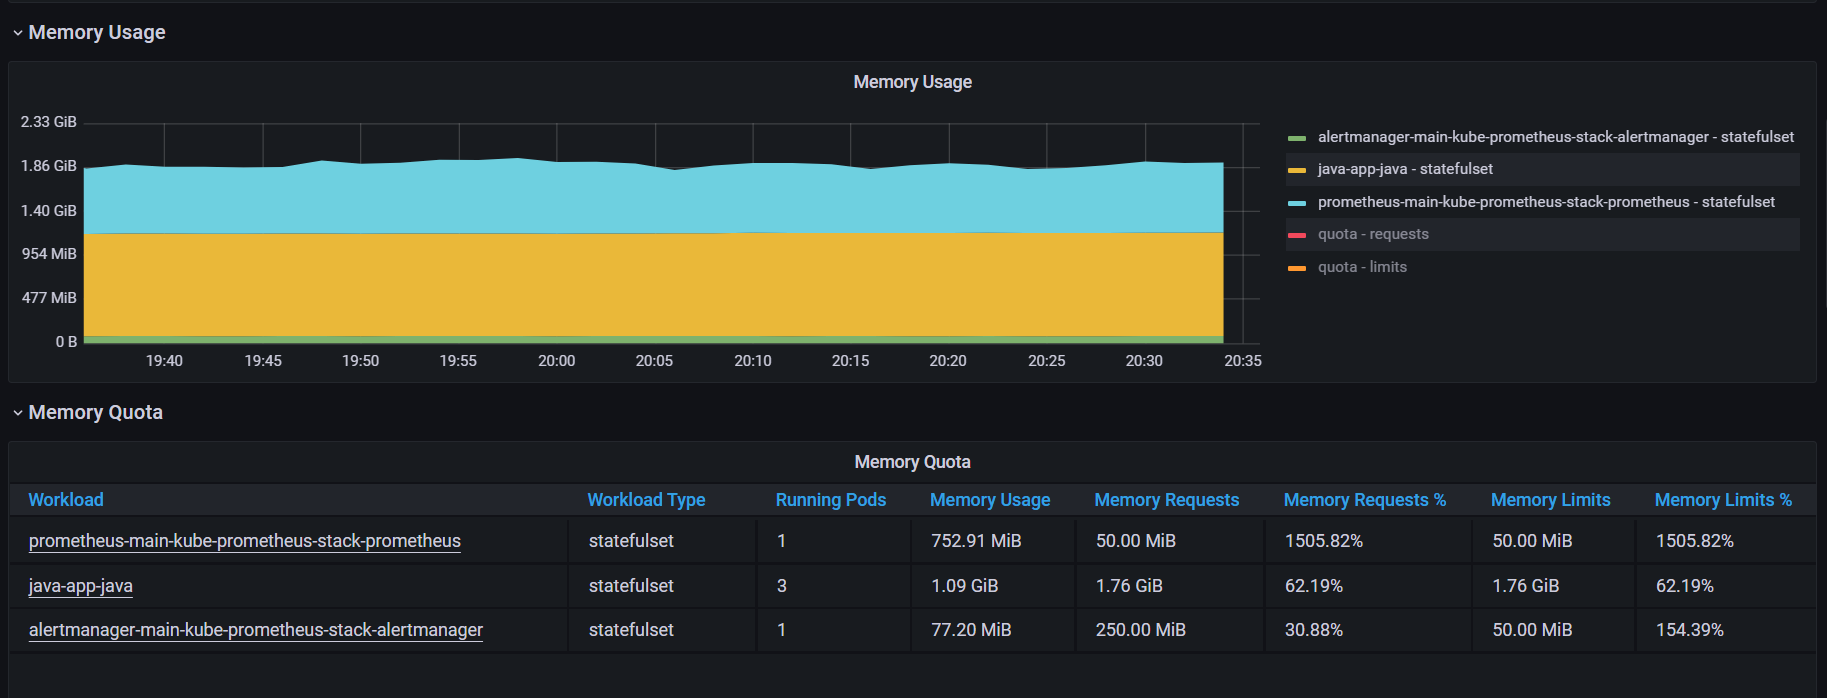 Memory Usage
Memory Usage
2.33 GiB
1.86 GiB
1.40 GiB
954 MiB
477 MiB
0 B
19:40 19:45 19:50 19:55 20:00 20:05 20:10 20:15 20:20 20:25 20:30 20:35
alertmanager-main-kube-prometheus-stack-alertmanager - statefulset
java-app-java - statefulset
prometheus-main-kube-prometheus-stack-prometheus - statefulset
quota - requests
quota - limits
Memory Quota
Memory Quota
Workload Workload Type Running Pods Memory Usage Memory Requests Memory Requests % Memory Limits Memory Limits %
prometheus-main-kube-prometheus-stack-prometheus statefulset 1 752.91 MiB 50.00 MiB 1505.82% 50.00 MiB 1505.82%
java-app-java statefulset 3 1.09 GiB 1.76 GiB 62.19% 1.76 GiB 62.19%
alertmanager-main-kube-prometheus-stack-alertmanager statefulset 1 77.20 MiB 250.00 MiB 30.88% 50.00 MiB 154.39%